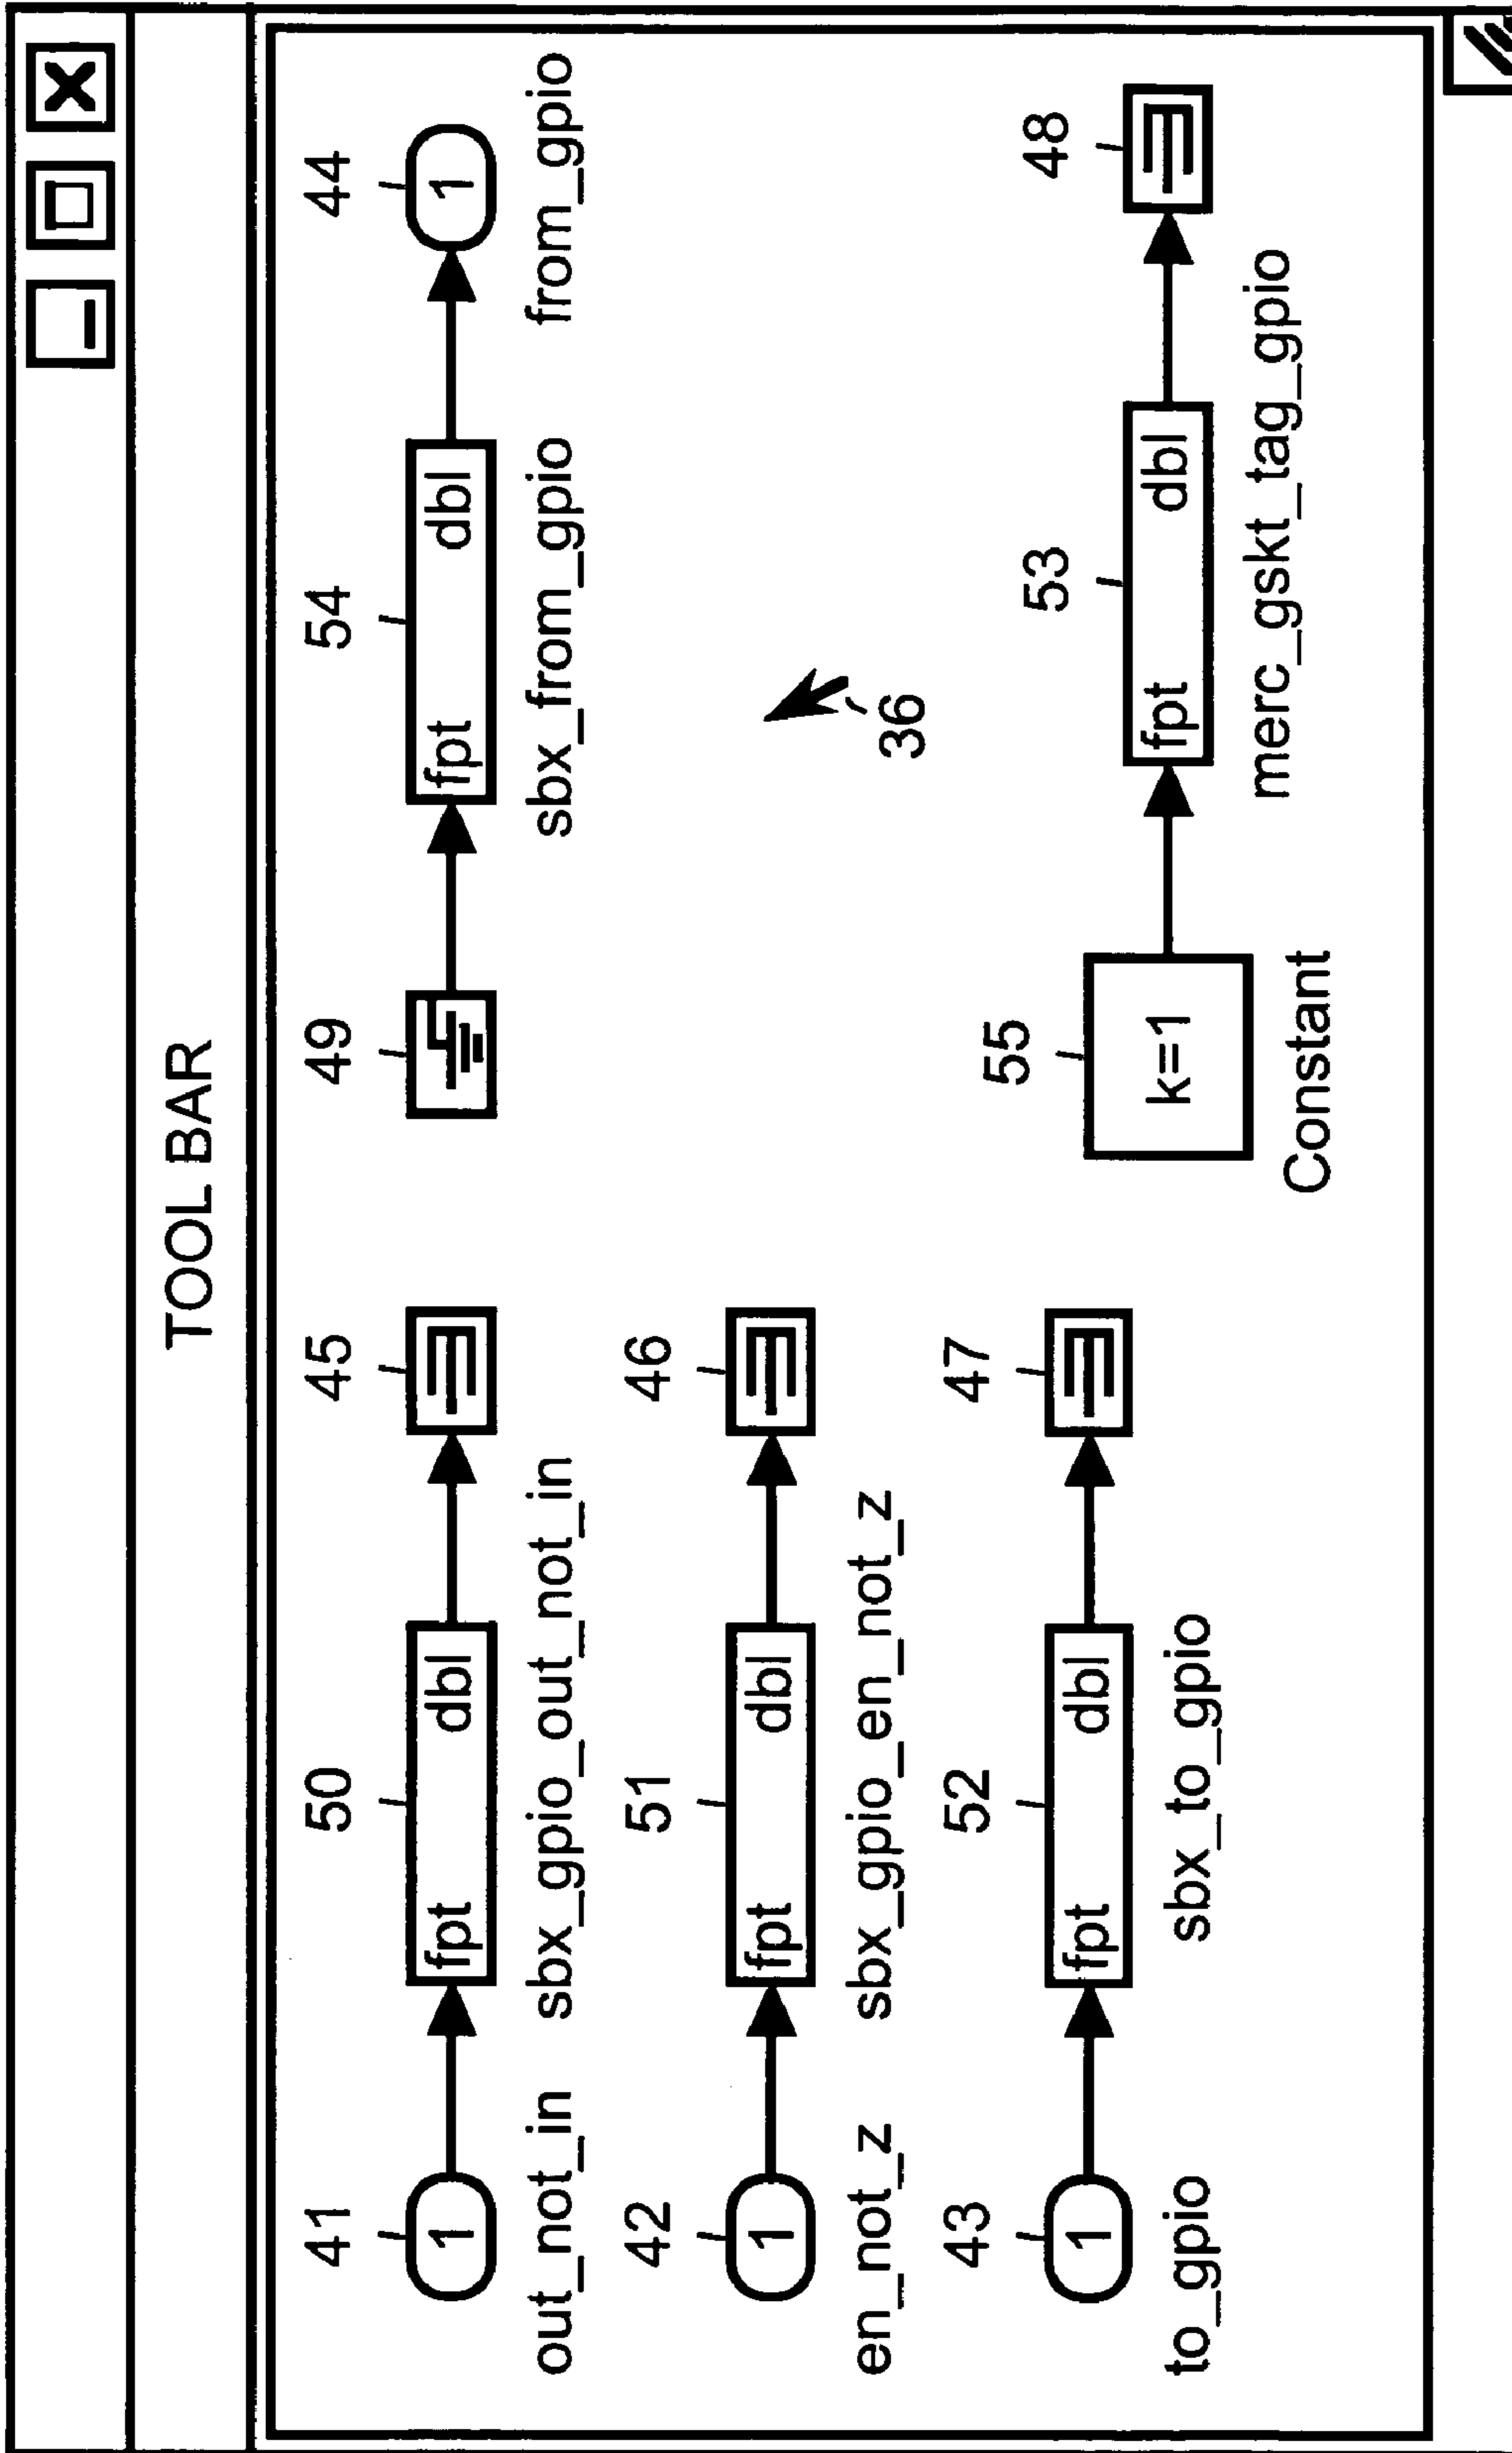 TOOL BAR
41 50 45 49 54 44
1 fpt dbl fpt dbl 1
out_not_in sbx_gpio_out_not_in sbx_from_gpio from_gpio
42 51 46
1 fpt dbl
en_not_z sbx_gpio_en_not_z
36
43 52 47 55 53 48
1 fpt dbl k=1 fpt dbl
to_gpio sbx_to_gpio Constant merc_gskt_tag_gpio